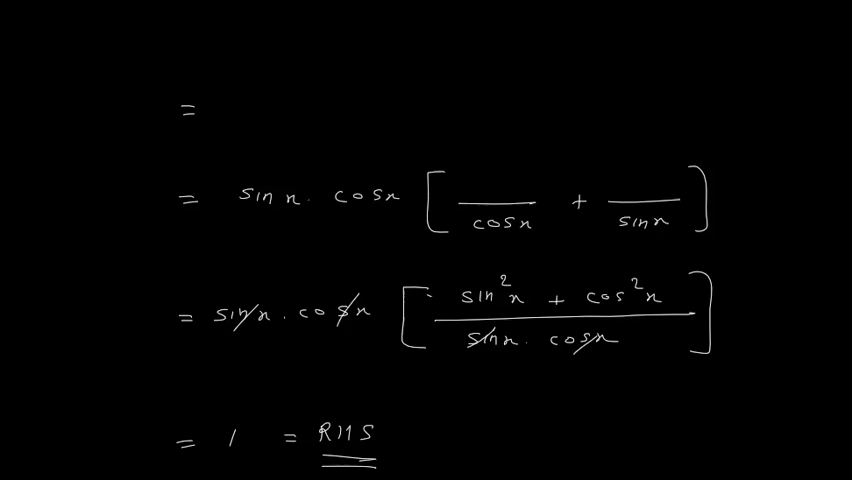 =
= sin x . cos x [ ── / cos x + ── / sin x ]
= sin x . cos x [ sin²x + cos²x / sin x . cos x ]
= 1 = RHS